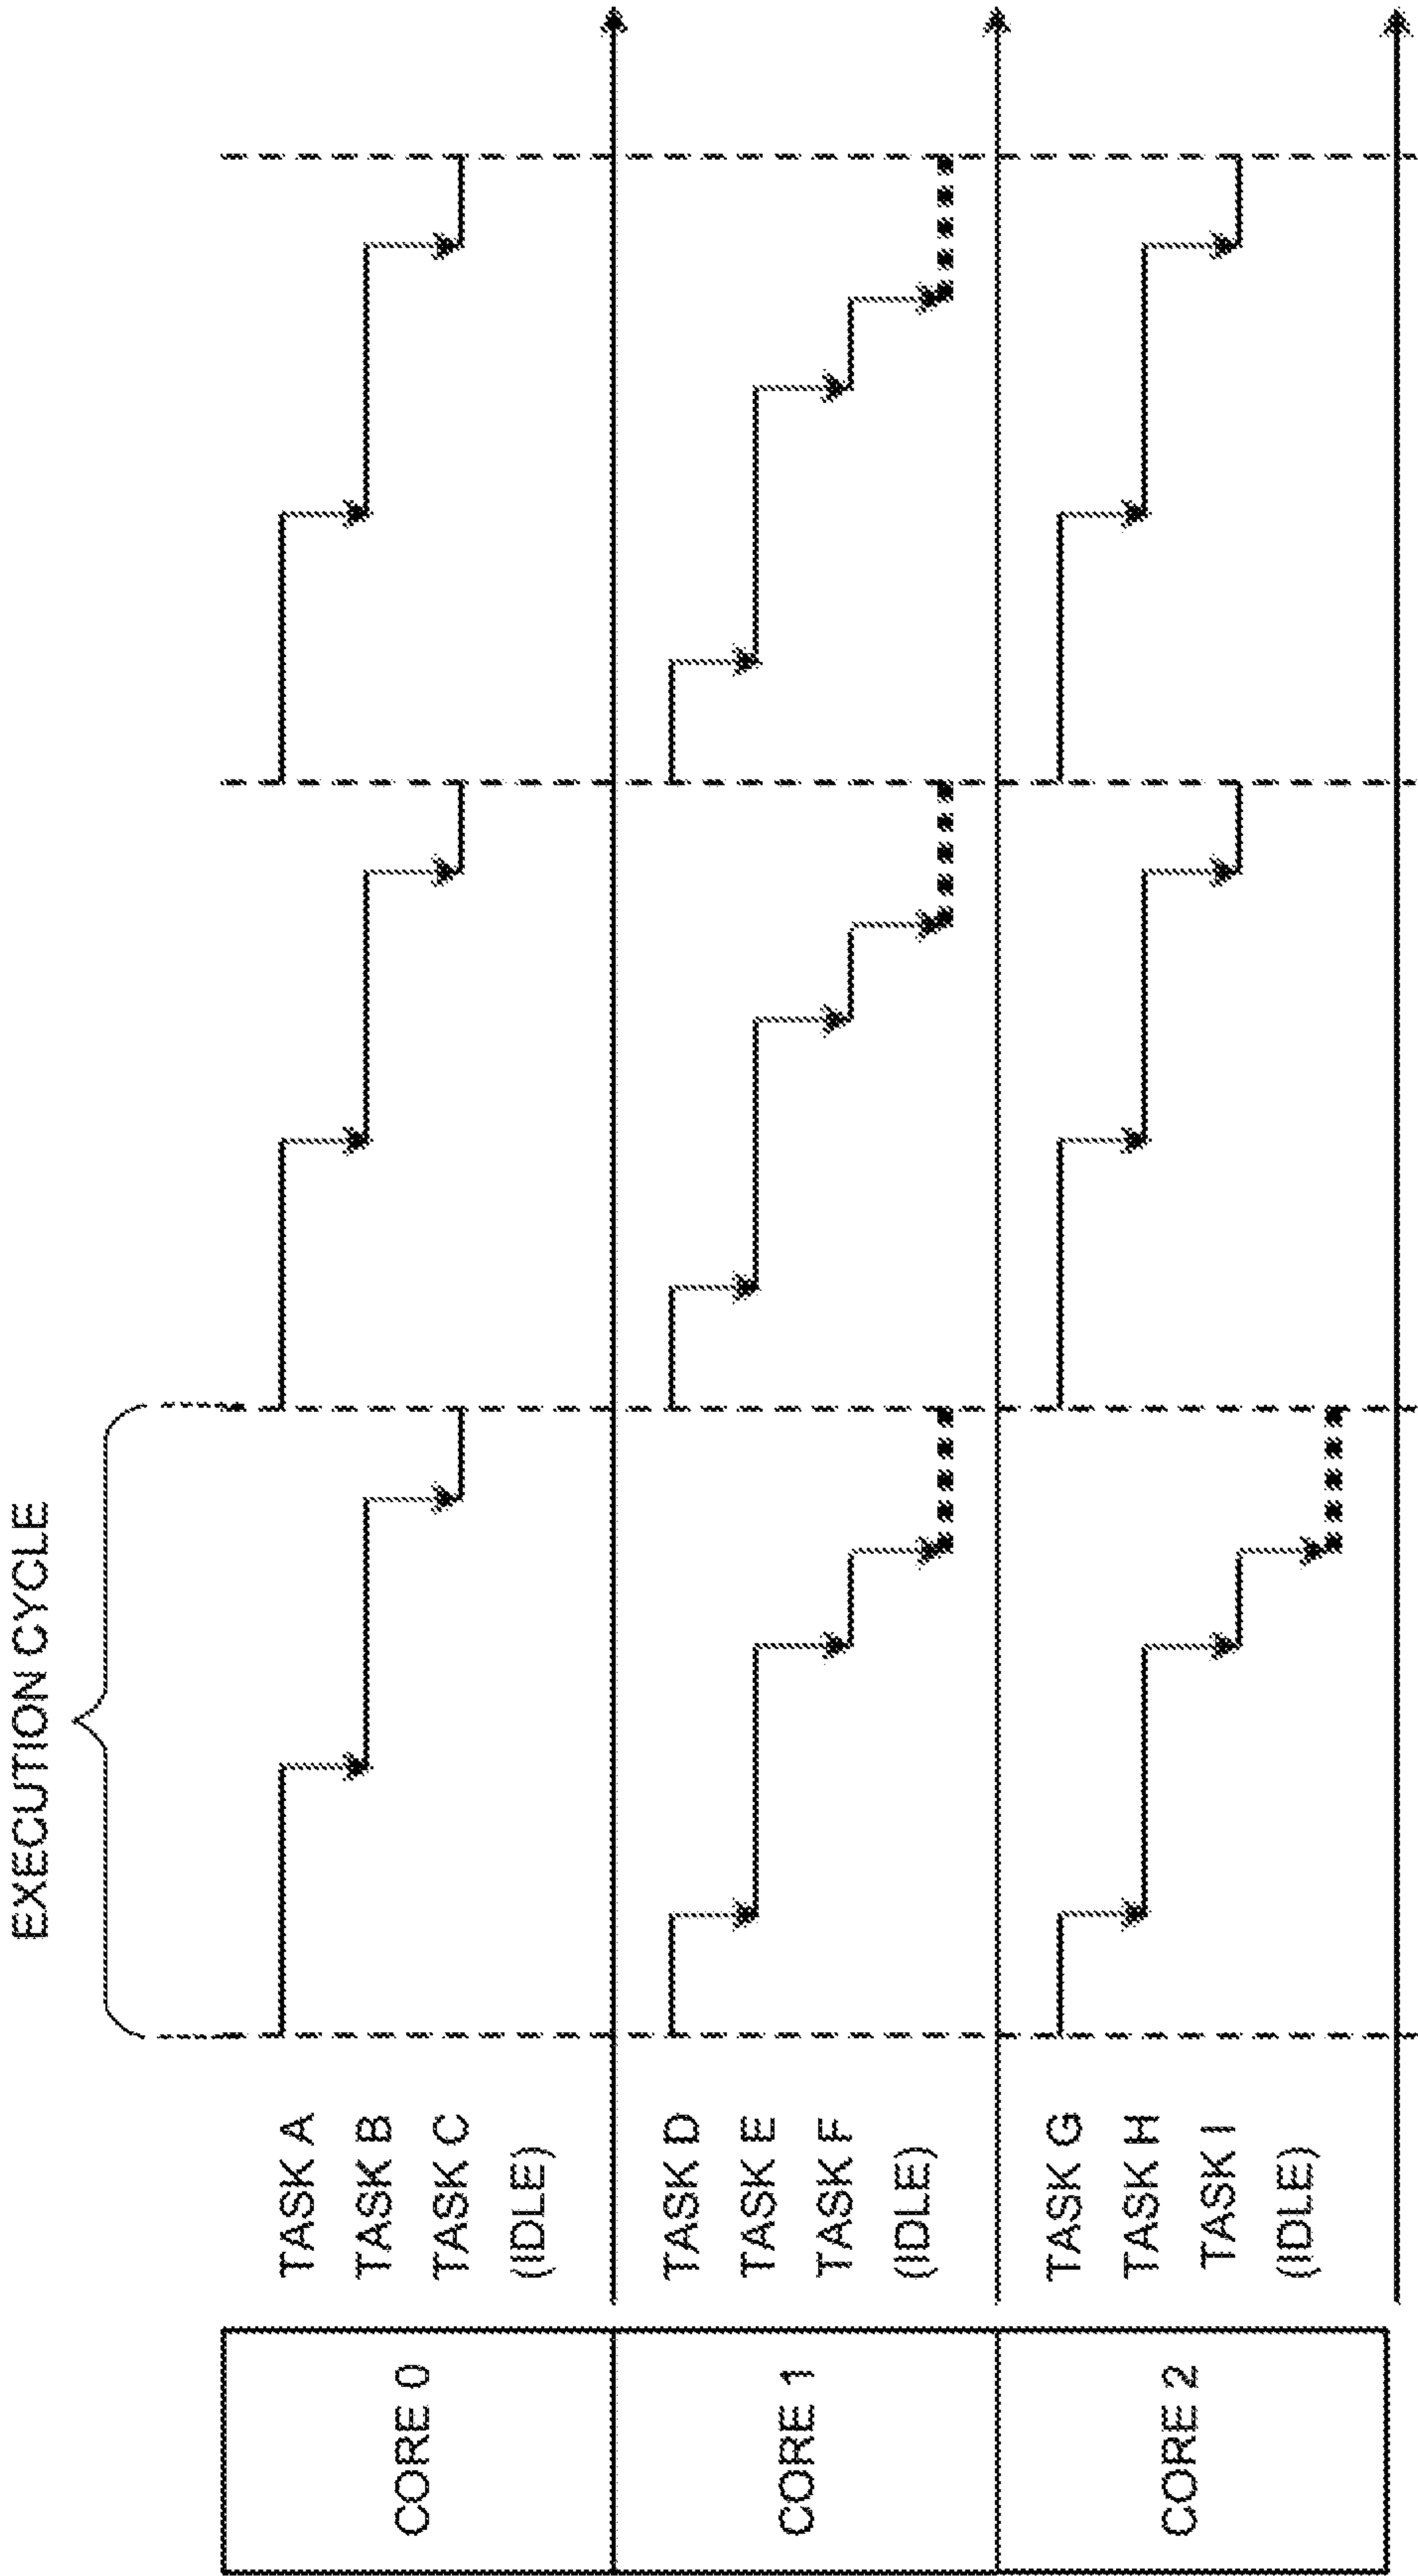 EXECUTION CYCLE
CORE 0
TASK A
TASK B
TASK C
(IDLE)
CORE 1
TASK D
TASK E
TASK F
(IDLE)
CORE 2
TASK G
TASK H
TASK I
(IDLE)